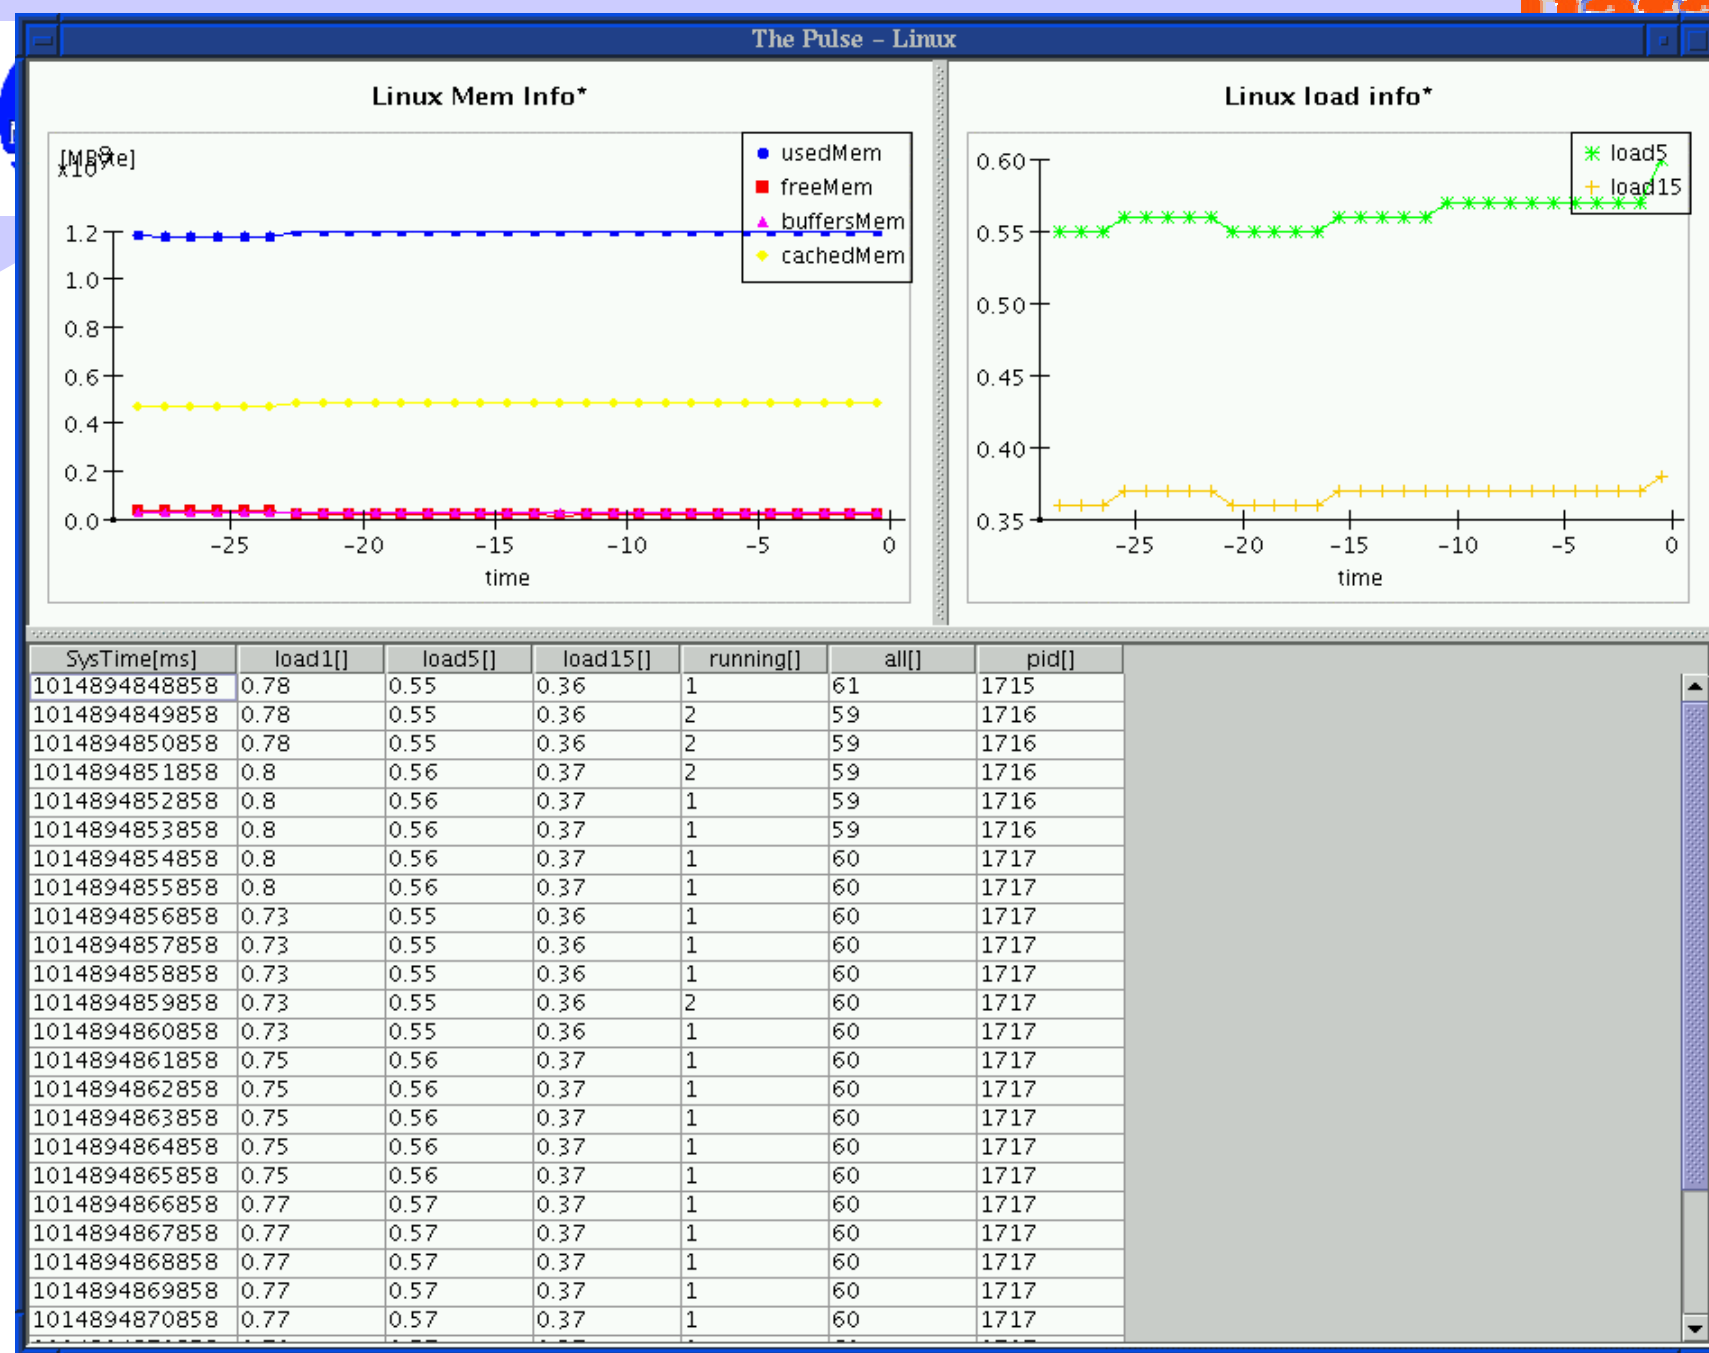 The Pulse – Linux
Linux Mem Info*
[MByte]
usedMem
freeMem
buffersMem
cachedMem
1.2
1.0
0.8
0.6
0.4
0.2
0.0
-25 -20 -15 -10 -5 0
time
Linux load info*
load5
load15
0.60
0.55
0.50
0.45
0.40
0.35
-25 -20 -15 -10 -5 0
time
SysTime[ms] load1[] load5[] load15[] running[] all[] pid[]
1014894848858 0.78 0.55 0.36 1 61 1715
1014894849858 0.78 0.55 0.36 2 59 1716
1014894850858 0.78 0.55 0.36 2 59 1716
1014894851858 0.8 0.56 0.37 2 59 1716
1014894852858 0.8 0.56 0.37 1 59 1716
1014894853858 0.8 0.56 0.37 1 59 1716
1014894854858 0.8 0.56 0.37 1 60 1717
1014894855858 0.8 0.56 0.37 1 60 1717
1014894856858 0.73 0.55 0.36 1 60 1717
1014894857858 0.73 0.55 0.36 1 60 1717
1014894858858 0.73 0.55 0.36 1 60 1717
1014894859858 0.73 0.55 0.36 2 60 1717
1014894860858 0.73 0.55 0.36 1 60 1717
1014894861858 0.75 0.56 0.37 1 60 1717
1014894862858 0.75 0.56 0.37 1 60 1717
1014894863858 0.75 0.56 0.37 1 60 1717
1014894864858 0.75 0.56 0.37 1 60 1717
1014894865858 0.75 0.56 0.37 1 60 1717
1014894866858 0.77 0.57 0.37 1 60 1717
1014894867858 0.77 0.57 0.37 1 60 1717
1014894868858 0.77 0.57 0.37 1 60 1717
1014894869858 0.77 0.57 0.37 1 60 1717
1014894870858 0.77 0.57 0.37 1 60 1717